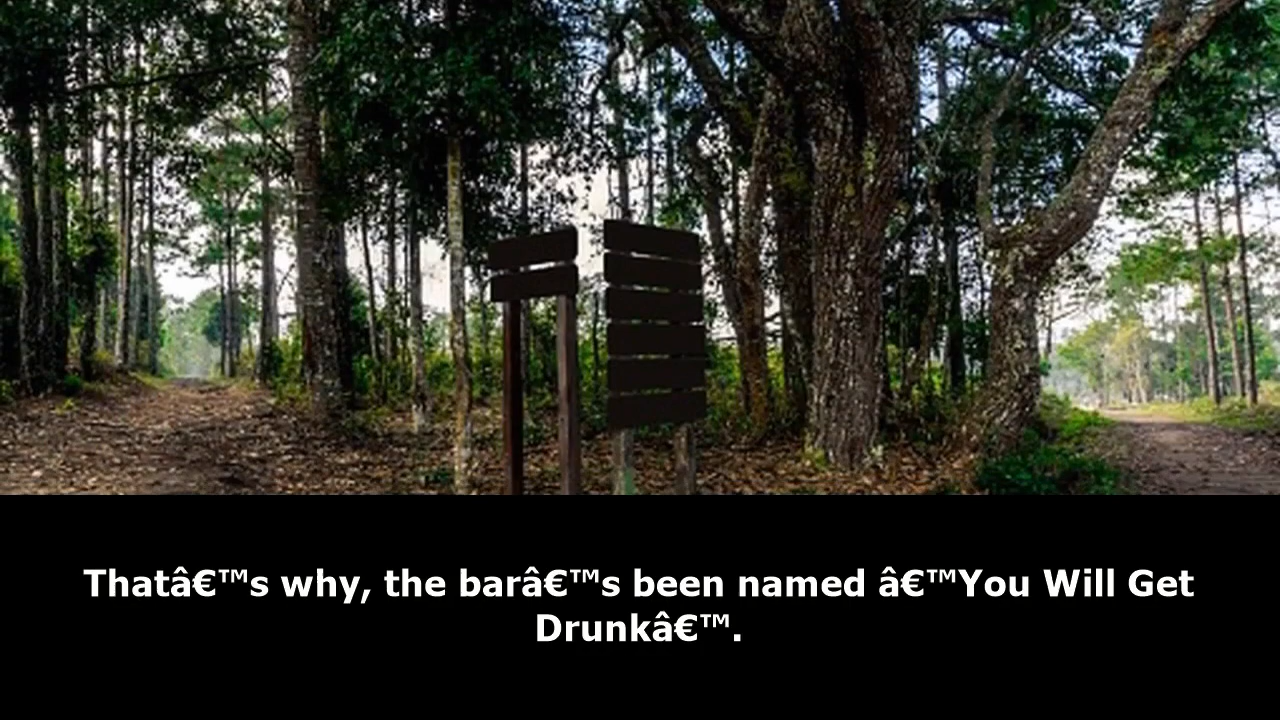 Thatâ€™s why, the barâ€™s been named â€™You Will Get
Drunkâ€™.